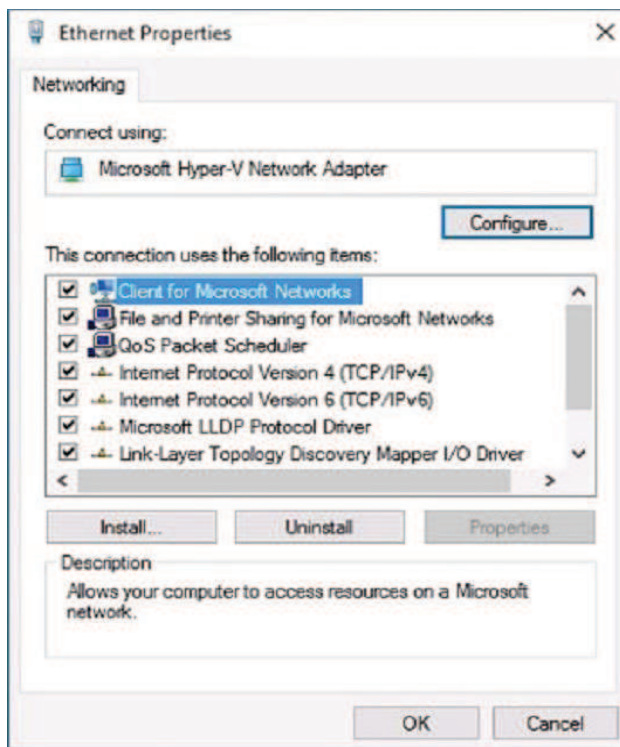 Ethernet Properties
Networking
Connect using:
Microsoft Hyper-V Network Adapter
Configure...
This connection uses the following items:
Client for Microsoft Networks
File and Printer Sharing for Microsoft Networks
QoS Packet Scheduler
Internet Protocol Version 4 (TCP/IPv4)
Internet Protocol Version 6 (TCP/IPv6)
Microsoft LLDP Protocol Driver
Link-Layer Topology Discovery Mapper I/O Driver
Install...
Uninstall
Properties
Description
Allows your computer to access resources on a Microsoft
network.
OK
Cancel